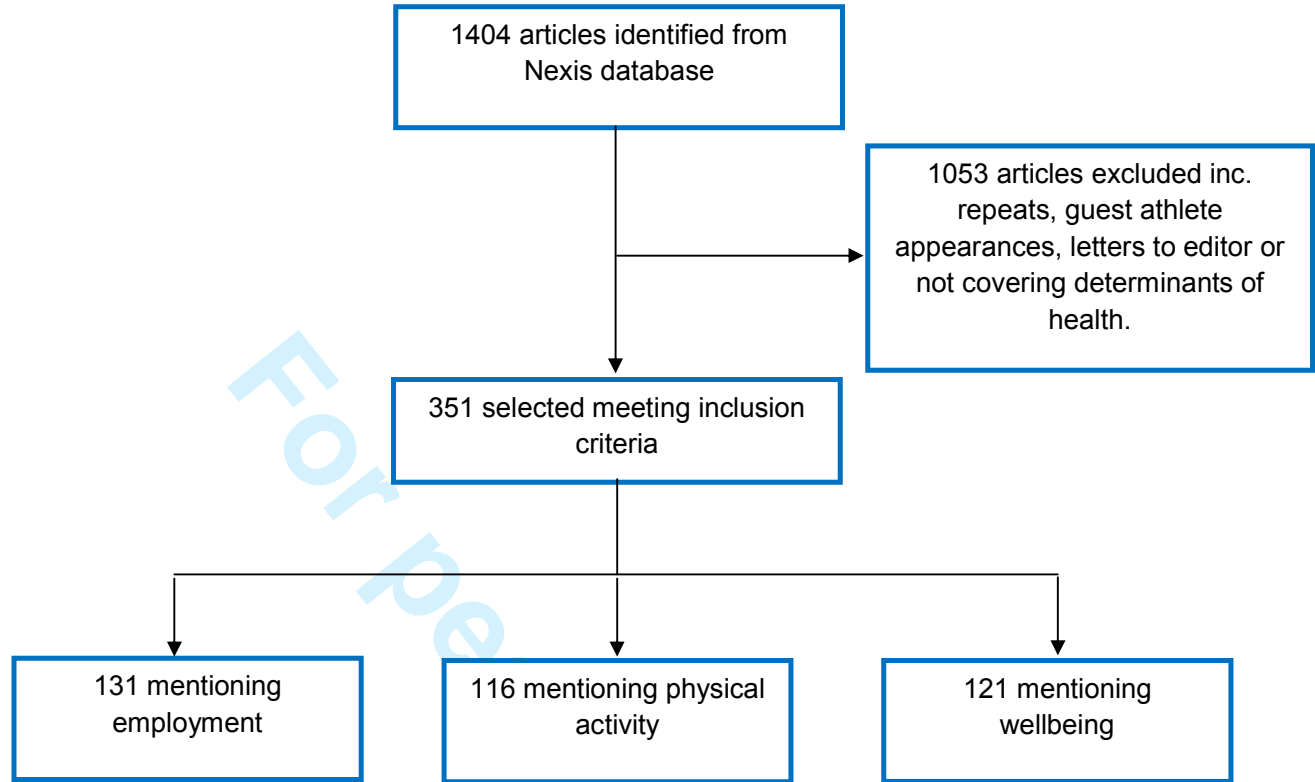 1404 articles identified from
Nexis database
1053 articles excluded inc.
repeats, guest athlete
appearances, letters to editor or
not covering determinants of
health.
351 selected meeting inclusion
criteria
For pe
131 mentioning
employment
116 mentioning physical
activity
121 mentioning
wellbeing